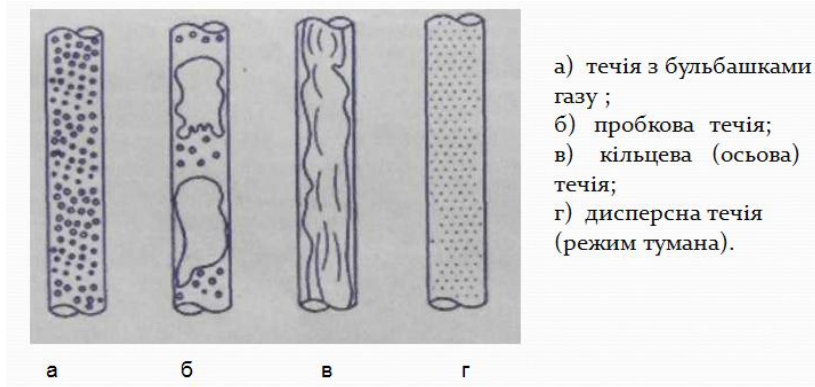 а) течія з бульбашками
газу ;
б) пробкова течія;
в) кільцева (осьова)
течія;
г) дисперсна течія
(режим тумана).
а б в г